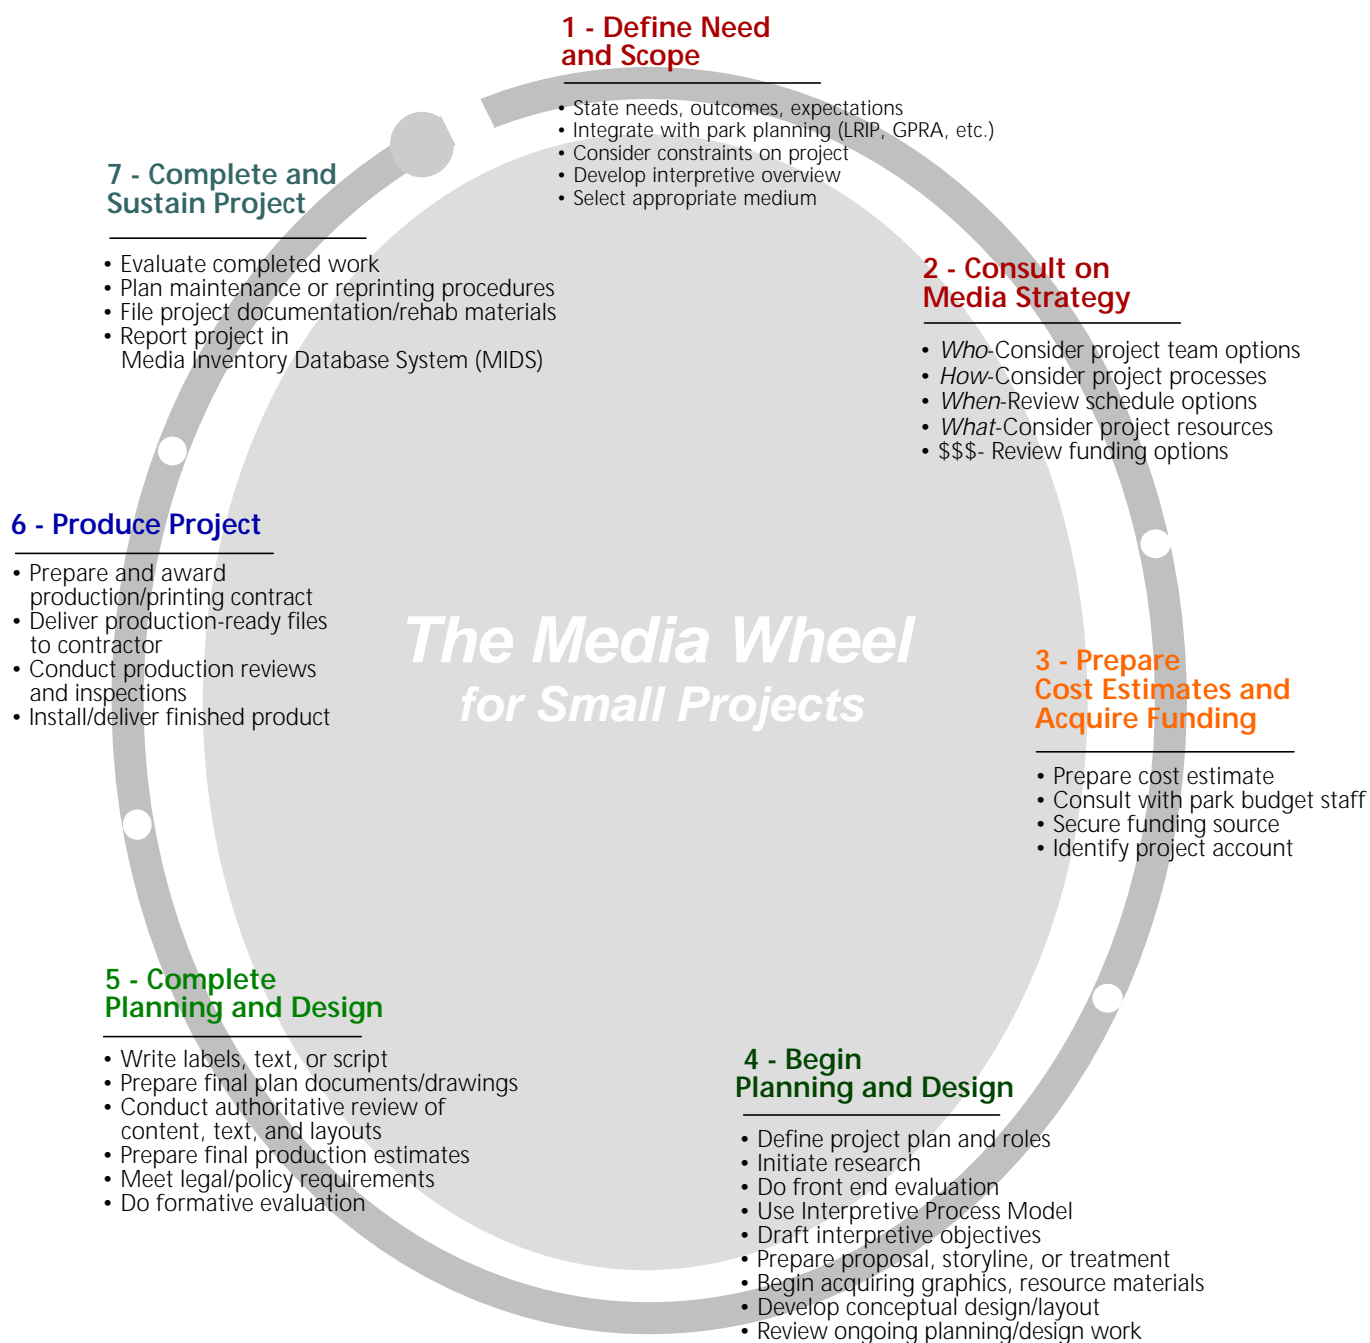 1 - Define Need
and Scope
• State needs, outcomes, expectations
• Integrate with park planning (LRIP, GPRA, etc.)
• Consider constraints on project
• Develop interpretive overview
• Select appropriate medium
2 - Consult on
Media Strategy
• Who-Consider project team options
• How-Consider project processes
• When-Review schedule options
• What-Consider project resources
• $$$- Review funding options
3 - Prepare
Cost Estimates and
Acquire Funding
• Prepare cost estimate
• Consult with park budget staff
• Secure funding source
• Identify project account
4 - Begin
Planning and Design
• Define project plan and roles
• Initiate research
• Do front end evaluation
• Use Interpretive Process Model
• Draft interpretive objectives
• Prepare proposal, storyline, or treatment
• Begin acquiring graphics, resource materials
• Develop conceptual design/layout
• Review ongoing planning/design work
5 - Complete
Planning and Design
• Write labels, text, or script
• Prepare final plan documents/drawings
• Conduct authoritative review of
content, text, and layouts
• Prepare final production estimates
• Meet legal/policy requirements
• Do formative evaluation
6 - Produce Project
• Prepare and award
production/printing contract
• Deliver production-ready files
to contractor
• Conduct production reviews
and inspections
• Install/deliver finished product
7 - Complete and
Sustain Project
• Evaluate completed work
• Plan maintenance or reprinting procedures
• File project documentation/rehab materials
• Report project in
Media Inventory Database System (MIDS)
The Media Wheel
for Small Projects